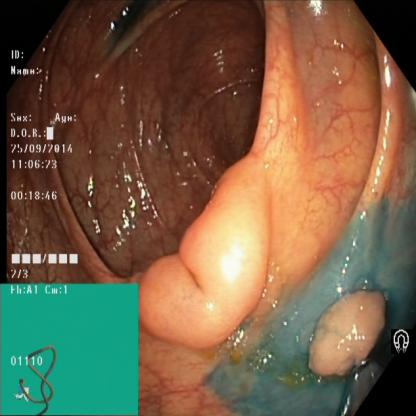 ID:
Name:
Sex: Age:
D.O.B.:
25/09/2014
11:06:23
00:18:46
■■■/■■■
2/3
Eh:A1 Cm:1
01110